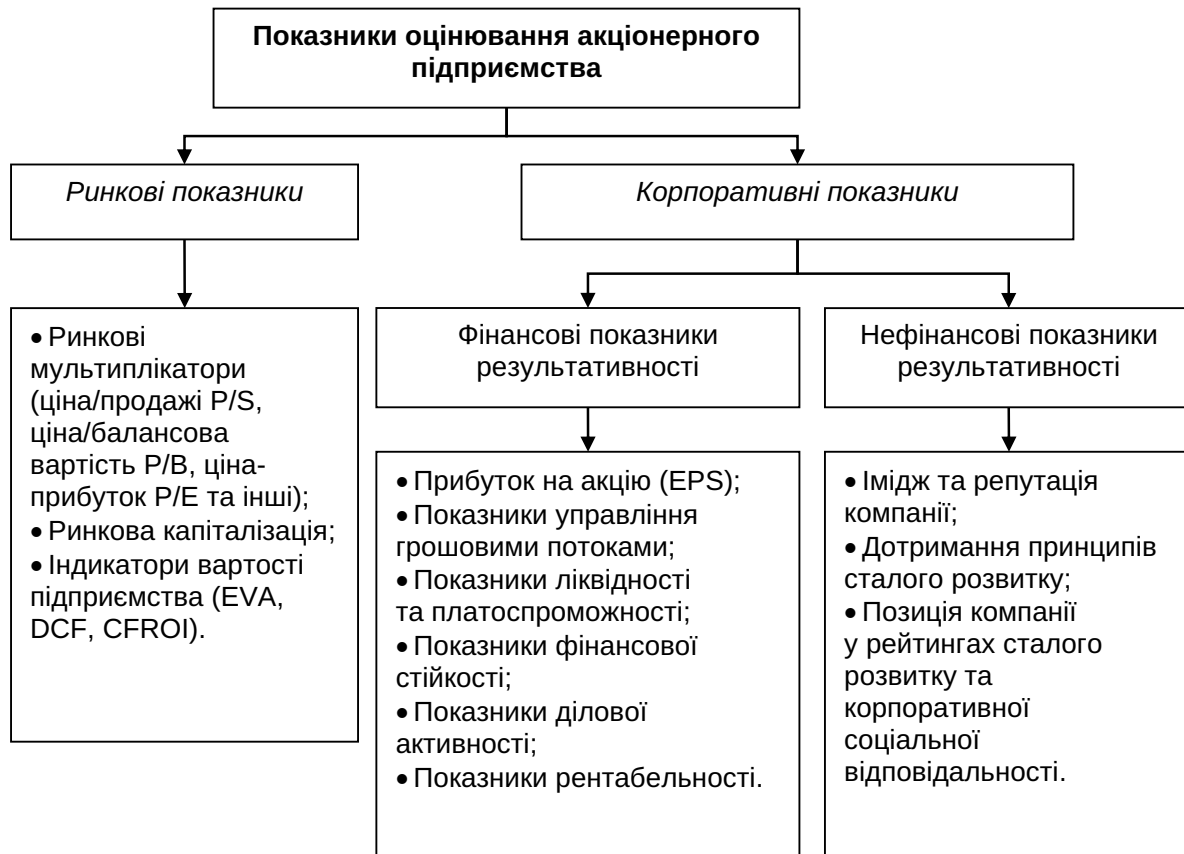 Показники оцінювання акціонерного
підприємства
Ринкові показники
Корпоративні показники
• Ринкові
мультиплікатори
(ціна/продажі P/S,
ціна/балансова
вартість P/B, ціна-
прибуток P/E та інші);
• Ринкова капіталізація;
• Індикатори вартості
підприємства (EVA,
DCF, CFROI).
Фінансові показники
результативності
Нефінансові показники
результативності
• Прибуток на акцію (EPS);
• Показники управління
грошовими потоками;
• Показники ліквідності
та платоспроможності;
• Показники фінансової
стійкості;
• Показники ділової
активності;
• Показники рентабельності.
• Імідж та репутація
компанії;
• Дотримання принципів
сталого розвитку;
• Позиція компанії
у рейтингах сталого
розвитку та
корпоративної
соціальної
відповідальності.